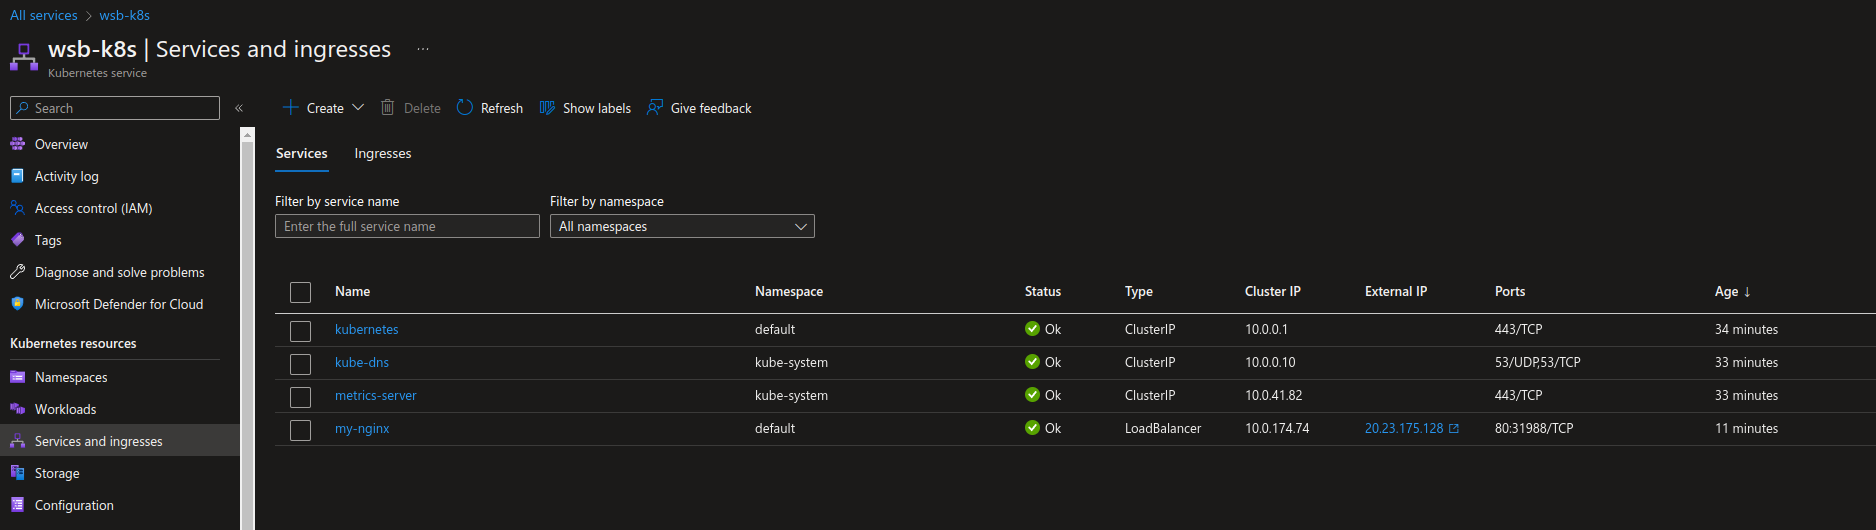 All services > wsb-k8s
wsb-k8s | Services and ingresses ...
Kubernetes service
Search «
Create Delete Refresh Show labels Give feedback
Overview
Activity log
Access control (IAM)
Tags
Diagnose and solve problems
Microsoft Defender for Cloud
Kubernetes resources
Namespaces
Workloads
Services and ingresses
Storage
Configuration
Services Ingresses
Filter by service name Filter by namespace
Enter the full service name All namespaces
Name Namespace Status Type Cluster IP External IP Ports Age ↓
kubernetes default Ok ClusterIP 10.0.0.1 443/TCP 34 minutes
kube-dns kube-system Ok ClusterIP 10.0.0.10 53/UDP,53/TCP 33 minutes
metrics-server kube-system Ok ClusterIP 10.0.41.82 443/TCP 33 minutes
my-nginx default Ok LoadBalancer 10.0.174.74 20.23.175.128 80:31988/TCP 11 minutes